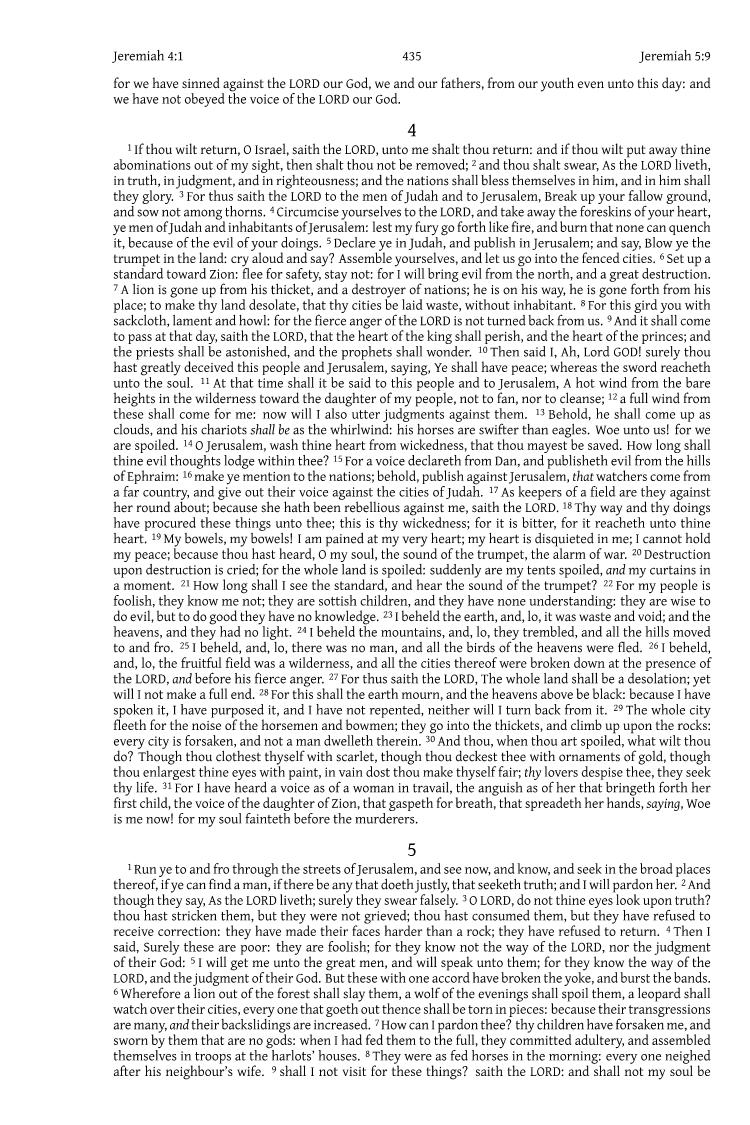 Jeremiah 4:1 435 Jeremiah 5:9
for we have sinned against the LORD our God, we and our fathers, from our youth even unto this day: and
we have not obeyed the voice of the LORD our God.
4
1 If thou wilt return, O Israel, saith the LORD, unto me shalt thou return: and if thou wilt put away thine
abominations out of my sight, then shalt thou not be removed; 2 and thou shalt swear, As the LORD liveth,
in truth, in judgment, and in righteousness; and the nations shall bless themselves in him, and in him shall
they glory. 3 For thus saith the LORD to the men of Judah and to Jerusalem, Break up your fallow ground,
and sow not among thorns. 4 Circumcise yourselves to the LORD, and take away the foreskins of your heart,
ye men of Judah and inhabitants of Jerusalem: lest my fury go forth like fire, and burn that none can quench
it, because of the evil of your doings. 5 Declare ye in Judah, and publish in Jerusalem; and say, Blow ye the
trumpet in the land: cry aloud and say? Assemble yourselves, and let us go into the fenced cities. 6 Set up a
standard toward Zion: flee for safety, stay not: for I will bring evil from the north, and a great destruction.
7 A lion is gone up from his thicket, and a destroyer of nations; he is on his way, he is gone forth from his
place; to make thy land desolate, that thy cities be laid waste, without inhabitant. 8 For this gird you with
sackcloth, lament and howl: for the fierce anger of the LORD is not turned back from us. 9 And it shall come
to pass at that day, saith the LORD, that the heart of the king shall perish, and the heart of the princes; and
the priests shall be astonished, and the prophets shall wonder. 10 Then said I, Ah, Lord GOD! surely thou
hast greatly deceived this people and Jerusalem, saying, Ye shall have peace; whereas the sword reacheth
unto the soul. 11 At that time shall it be said to this people and to Jerusalem, A hot wind from the bare
heights in the wilderness toward the daughter of my people, not to fan, nor to cleanse; 12 a full wind from
these shall come for me: now will I also utter judgments against them. 13 Behold, he shall come up as
clouds, and his chariots shall be as the whirlwind: his horses are swifter than eagles. Woe unto us! for we
are spoiled. 14 O Jerusalem, wash thine heart from wickedness, that thou mayest be saved. How long shall
thine evil thoughts lodge within thee? 15 For a voice declareth from Dan, and publisheth evil from the hills
of Ephraim: 16 make ye mention to the nations; behold, publish against Jerusalem, that watchers come from
a far country, and give out their voice against the cities of Judah. 17 As keepers of a field are they against
her round about; because she hath been rebellious against me, saith the LORD. 18 Thy way and thy doings
have procured these things unto thee; this is thy wickedness; for it is bitter, for it reacheth unto thine
heart. 19 My bowels, my bowels! I am pained at my very heart; my heart is disquieted in me; I cannot hold
my peace; because thou hast heard, O my soul, the sound of the trumpet, the alarm of war. 20 Destruction
upon destruction is cried; for the whole land is spoiled: suddenly are my tents spoiled, and my curtains in
a moment. 21 How long shall I see the standard, and hear the sound of the trumpet? 22 For my people is
foolish, they know me not; they are sottish children, and they have none understanding: they are wise to
do evil, but to do good they have no knowledge. 23 I beheld the earth, and, lo, it was waste and void; and the
heavens, and they had no light. 24 I beheld the mountains, and, lo, they trembled, and all the hills moved
to and fro. 25 I beheld, and, lo, there was no man, and all the birds of the heavens were fled. 26 I beheld,
and, lo, the fruitful field was a wilderness, and all the cities thereof were broken down at the presence of
the LORD, and before his fierce anger. 27 For thus saith the LORD, The whole land shall be a desolation; yet
will I not make a full end. 28 For this shall the earth mourn, and the heavens above be black: because I have
spoken it, I have purposed it, and I have not repented, neither will I turn back from it. 29 The whole city
fleeth for the noise of the horsemen and bowmen; they go into the thickets, and climb up upon the rocks:
every city is forsaken, and not a man dwelleth therein. 30 And thou, when thou art spoiled, what wilt thou
do? Though thou clothest thyself with scarlet, though thou deckest thee with ornaments of gold, though
thou enlargest thine eyes with paint, in vain dost thou make thyself fair; thy lovers despise thee, they seek
thy life. 31 For I have heard a voice as of a woman in travail, the anguish as of her that bringeth forth her
first child, the voice of the daughter of Zion, that gaspeth for breath, that spreadeth her hands, saying, Woe
is me now! for my soul fainteth before the murderers.
5
1 Run ye to and fro through the streets of Jerusalem, and see now, and know, and seek in the broad places
thereof, if ye can find a man, if there be any that doeth justly, that seeketh truth; and I will pardon her. 2 And
though they say, As the LORD liveth; surely they swear falsely. 3 O LORD, do not thine eyes look upon truth?
thou hast stricken them, but they were not grieved; thou hast consumed them, but they have refused to
receive correction: they have made their faces harder than a rock; they have refused to return. 4 Then I
said, Surely these are poor: they are foolish; for they know not the way of the LORD, nor the judgment
of their God: 5 I will get me unto the great men, and will speak unto them; for they know the way of the
LORD, and the judgment of their God. But these with one accord have broken the yoke, and burst the bands.
6 Wherefore a lion out of the forest shall slay them, a wolf of the evenings shall spoil them, a leopard shall
watch over their cities, every one that goeth out thence shall be torn in pieces: because their transgressions
are many, and their backslidings are increased. 7 How can I pardon thee? thy children have forsaken me, and
sworn by them that are no gods: when I had fed them to the full, they committed adultery, and assembled
themselves in troops at the harlots' houses. 8 They were as fed horses in the morning: every one neighed
after his neighbour's wife. 9 shall I not visit for these things? saith the LORD: and shall not my soul be